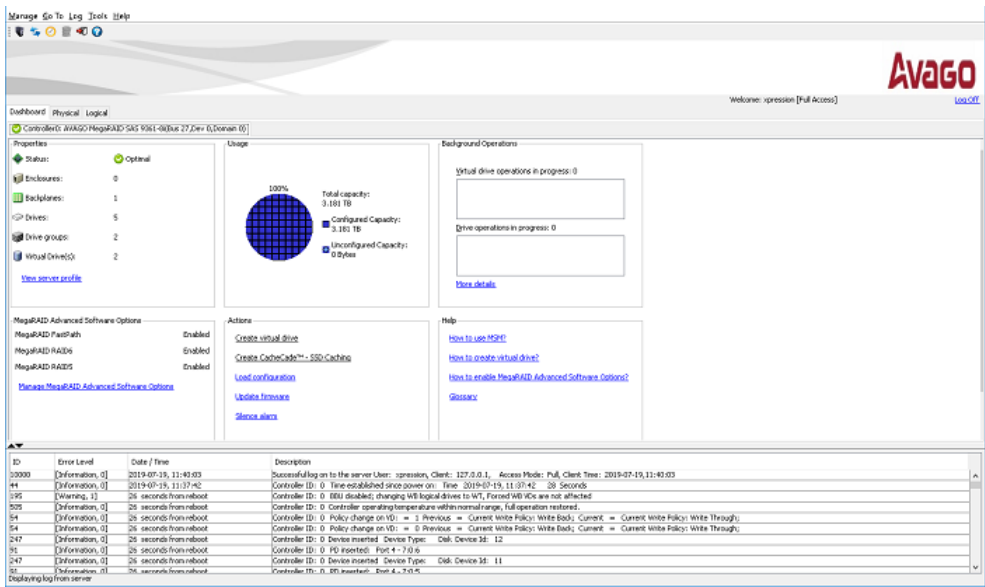 Manage Go To Log Tools Help
AVAGO
Welcome: xpression [Full Access]
Log Off
Dashboard Physical Logical
Controller0: AVAGO MegaRAID SAS 9361-8i(Bus 27,Dev 0,Domain 0)
Properties
Status: Optimal
Enclosures: 0
Backplanes: 1
Drives: 5
Drive groups: 2
Virtual Drive(s): 2
View server profile
Usage
100%
Total capacity:
3.181 TB
Configured Capacity:
3.181 TB
Unconfigured Capacity:
0 Bytes
Background Operations
Virtual drive operations in progress: 0
Drive operations in progress: 0
More details
MegaRAID Advanced Software Options
MegaRAID FastPath Enabled
MegaRAID RAID6 Enabled
MegaRAID RAID5 Enabled
Manage MegaRAID Advanced Software Options
Actions
Create virtual drive
Create CacheCade™ - SSD Caching
Load configuration
Update firmware
Silence alarm
Help
How to use MSM?
How to create virtual drive?
How to enable MegaRAID Advanced Software Options?
Glossary
ID Error Level Date / Time Description
10000 [Information, 0] 2019-07-19, 11:40:03 Successful log on to the server User: xpression, Client: 127.0.0.1, Access Mode: Full, Client Time: 2019-07-19,11:40:03
44 [Information, 0] 2019-07-19, 11:37:42 Controller ID: 0 Time established since power on: Time 2019-07-19, 11:37:42 28 Seconds
195 [Warning, 1] 26 seconds from reboot Controller ID: 0 BBU disabled; changing WB logical drives to WT, Forced WB VDs are not affected
505 [Information, 0] 26 seconds from reboot Controller ID: 0 Controller operating temperature within normal range, full operation restored.
54 [Information, 0] 26 seconds from reboot Controller ID: 0 Policy change on VD: = 1 Previous = Current Write Policy: Write Back; Current = Current Write Policy: Write Through;
54 [Information, 0] 26 seconds from reboot Controller ID: 0 Policy change on VD: = 0 Previous = Current Write Policy: Write Back; Current = Current Write Policy: Write Through;
247 [Information, 0] 26 seconds from reboot Controller ID: 0 Device inserted Device Type: Disk Device Id: 12
91 [Information, 0] 26 seconds from reboot Controller ID: 0 PD inserted: Port 4 - 7:0:6
247 [Information, 0] 26 seconds from reboot Controller ID: 0 Device inserted Device Type: Disk Device Id: 11
91 [Information, 0] 26 seconds from reboot Controller ID: 0 PD inserted: Port 4 - 7:0:5
Displaying log from server